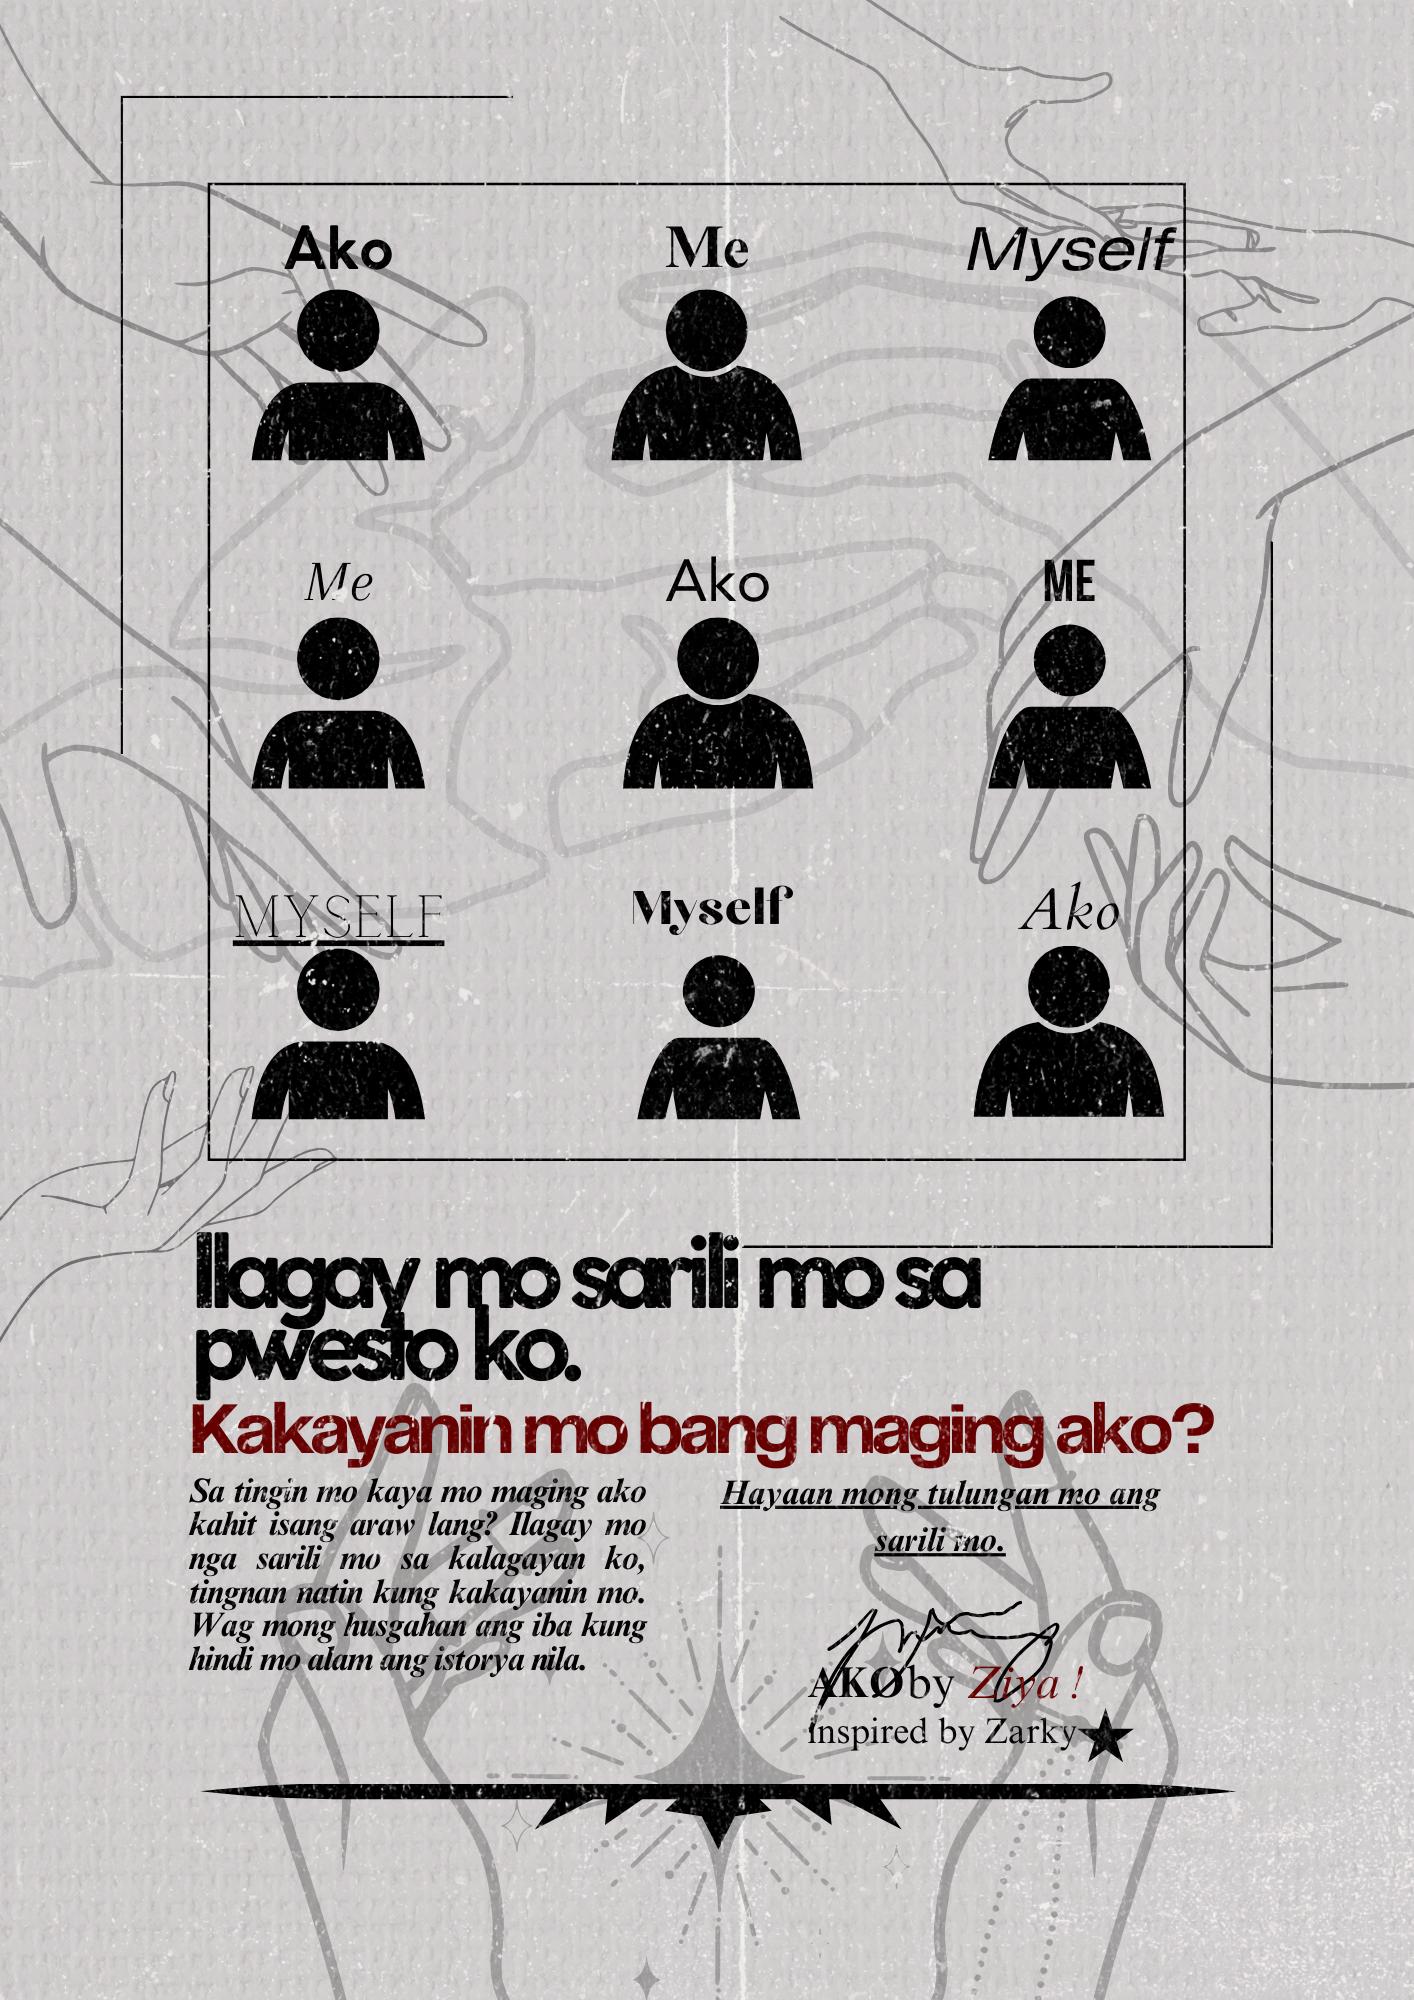 Ako
Me
Myself
Me
Ako
ME
MYSELF
Myself
Ako
Ilagay mo sarili mo sa
pwesto ko.
Kakayanin mo bang maging ako?
Sa tingin mo kaya mo maging ako
kahit isang araw lang? Ilagay mo
nga sarili mo sa kalagayan ko,
tingnan natin kung kakayanin mo.
Wag mong husgahan ang iba kung
hindi mo alam ang istorya nila.
Hayaan mong tulungan mo ang
sarili mo.
AKØ by Ziya !
inspired by Zarky